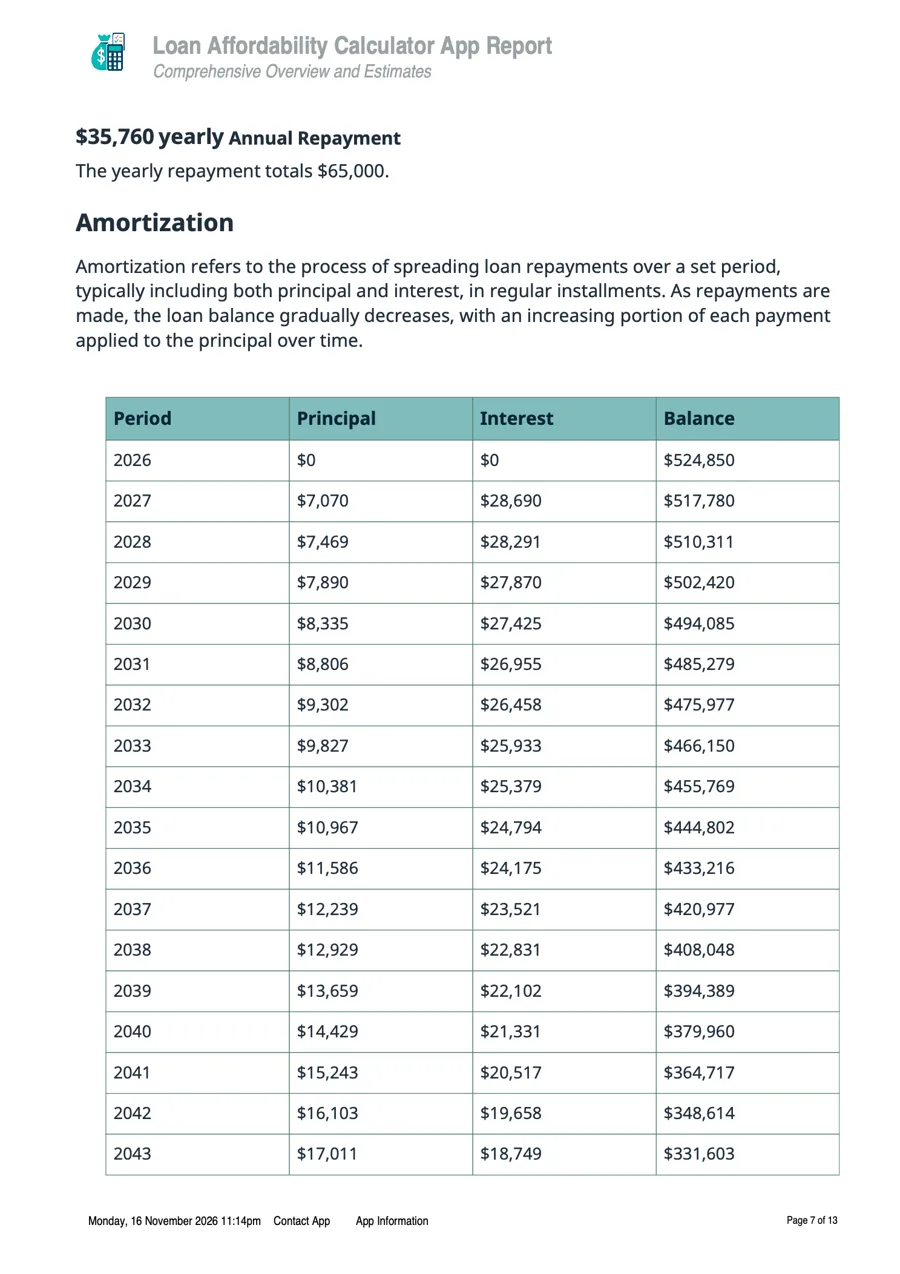 Loan Affordability Calculator App Report
Comprehensive Overview and Estimates
$35,760 yearly Annual Repayment
The yearly repayment totals $65,000.
Amortization
Amortization refers to the process of spreading loan repayments over a set period,
typically including both principal and interest, in regular installments. As repayments are
made, the loan balance gradually decreases, with an increasing portion of each payment
applied to the principal over time.
Period Principal Interest Balance
2026 $0 $0 $524,850
2027 $7,070 $28,690 $517,780
2028 $7,469 $28,291 $510,311
2029 $7,890 $27,870 $502,420
2030 $8,335 $27,425 $494,085
2031 $8,806 $26,955 $485,279
2032 $9,302 $26,458 $475,977
2033 $9,827 $25,933 $466,150
2034 $10,381 $25,379 $455,769
2035 $10,967 $24,794 $444,802
2036 $11,586 $24,175 $433,216
2037 $12,239 $23,521 $420,977
2038 $12,929 $22,831 $408,048
2039 $13,659 $22,102 $394,389
2040 $14,429 $21,331 $379,960
2041 $15,243 $20,517 $364,717
2042 $16,103 $19,658 $348,614
2043 $17,011 $18,749 $331,603
Monday, 16 November 2026 11:14pm Contact App App Information Page 7 of 13